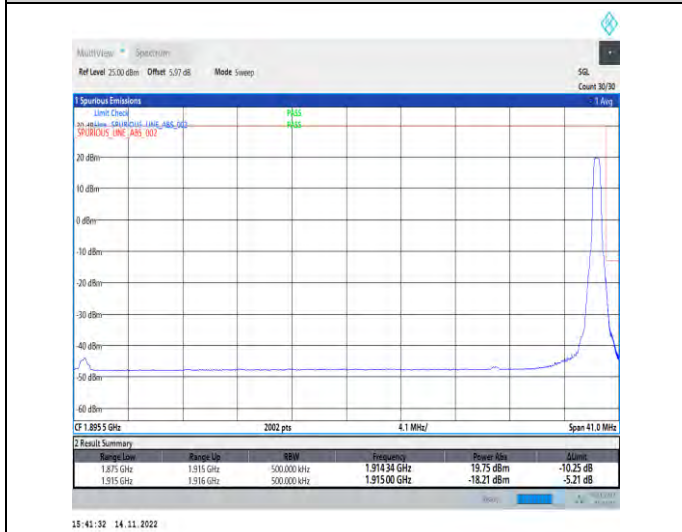 MultiView Spectrum
Ref Level 25.00 dBm Offset 5.97 dB Mode Sweep SGL
Count 30/30
1 Spurious Emissions 1 Avg
Limit Check PASS
Line SPURIOUS_LINE_ABS_002 PASS
SPURIOUS_LINE_ABS_002
20 dBm
10 dBm
0 dBm
-10 dBm
-20 dBm
-30 dBm
-40 dBm
-50 dBm
-60 dBm
CF 1.895 5 GHz 2002 pts 4.1 MHz/ Span 41.0 MHz
2 Result Summary
Range Low Range Up RBW Frequency Power Abs ΔLimit
1.875 GHz 1.915 GHz 500.000 kHz 1.914 34 GHz 19.75 dBm -10.25 dB
1.915 GHz 1.916 GHz 500.000 kHz 1.915 00 GHz -18.21 dBm -5.21 dB
15:41:32 14.11.2022